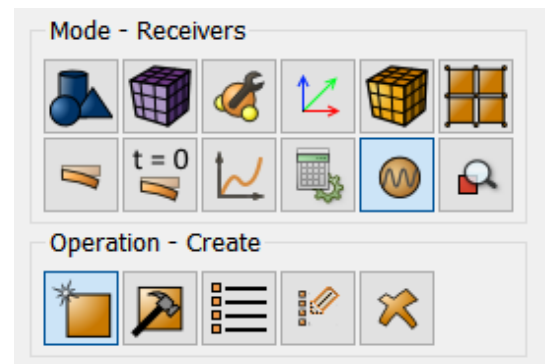 Mode - Receivers
t = 0
Operation - Create